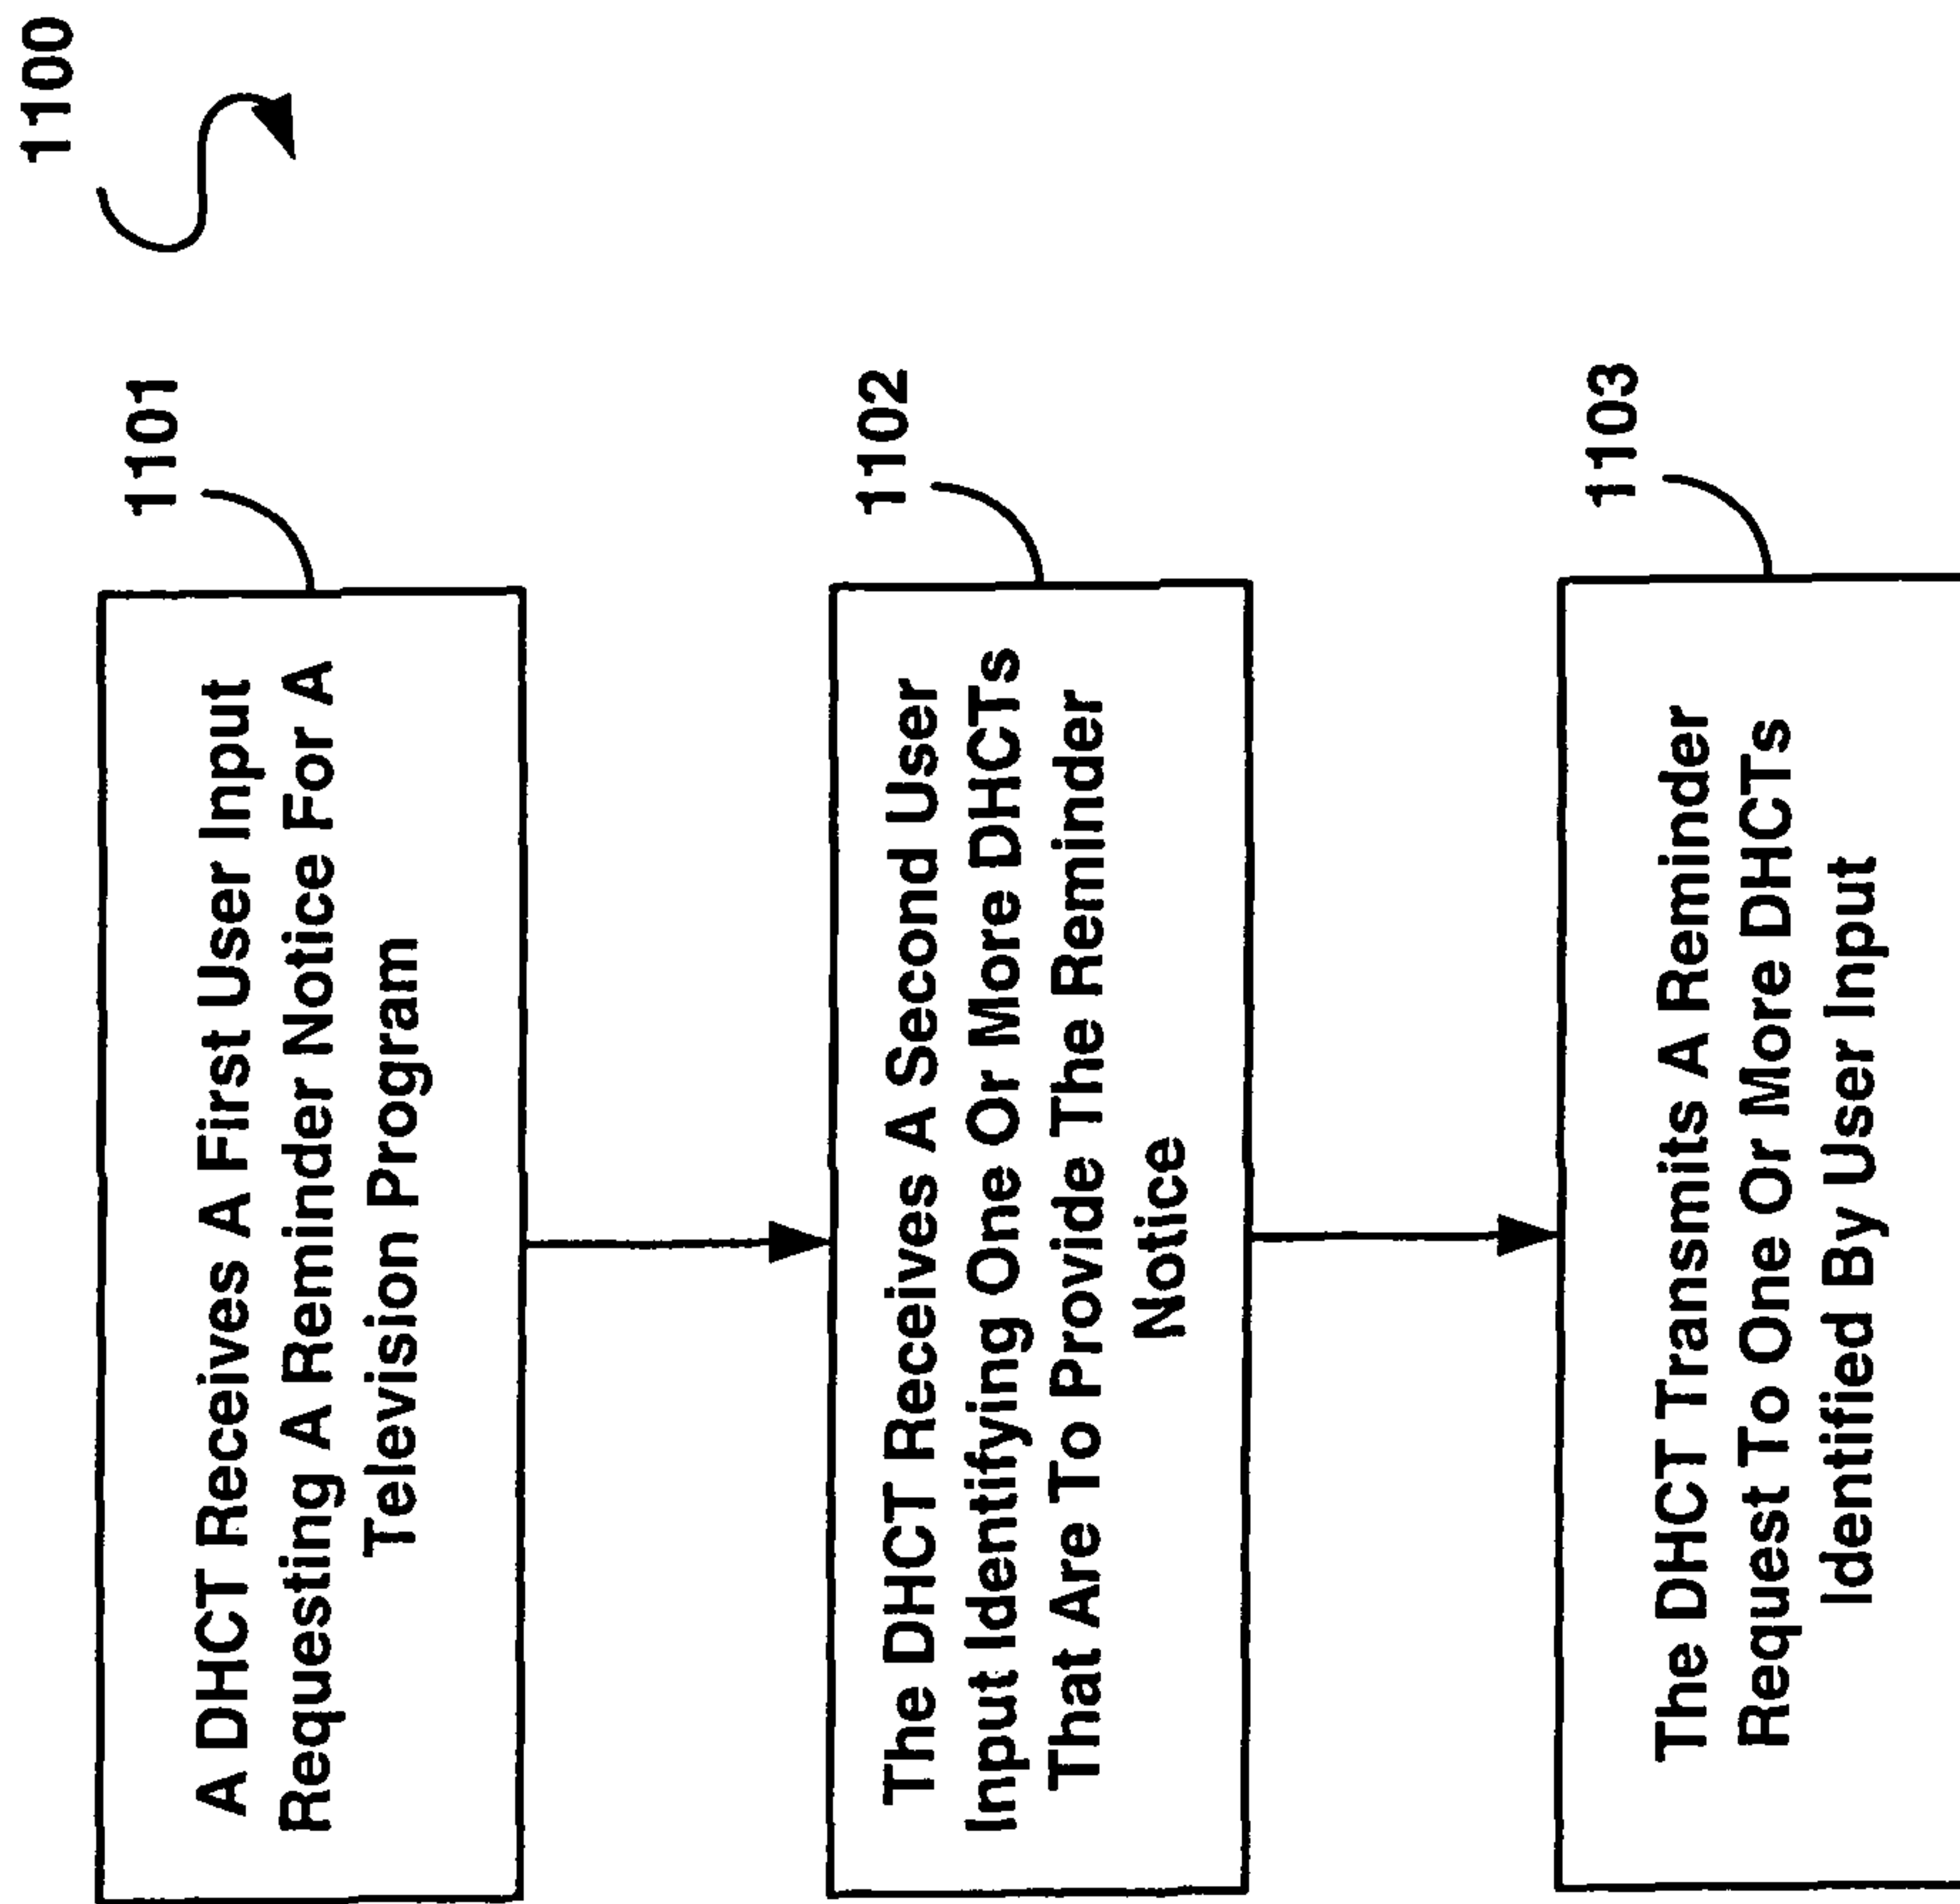 1100
1101
A DHCT Receives A First User Input
Requesting A Reminder Notice For A
Television Program
1102
The DHCT Receives A Second User
Input Identifying One Or More DHCTs
That Are To Provide The Reminder
Notice
1103
The DHCT Transmits A Reminder
Request To One Or More DHCTs
Identified By User Input